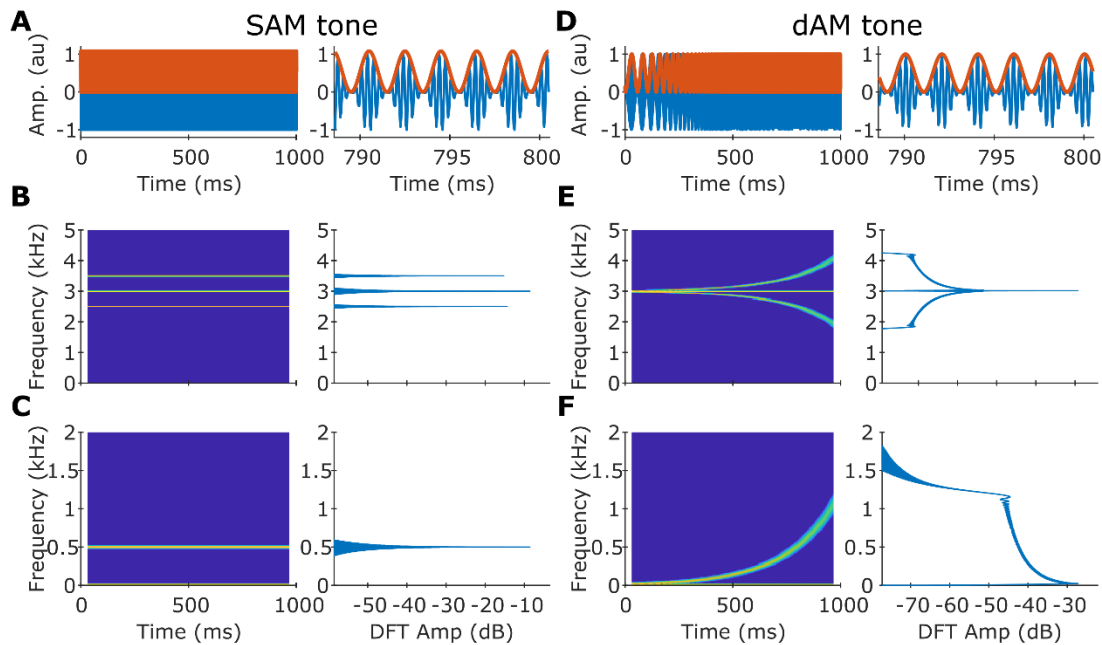 A SAM tone
Amp. (au)
1
0
-1
0 500 1000
Time (ms)
790 795 800
Time (ms)
D dAM tone
Amp. (au)
1
0
-1
0 500 1000
Time (ms)
790 795 800
Time (ms)
B
Frequency (kHz)
5
4
3
2
1
0
5
4
3
2
1
0
E
Frequency (kHz)
5
4
3
2
1
0
5
4
3
2
1
0
C
Frequency (kHz)
2
1.5
1
0.5
0
0 500 1000
Time (ms)
2
1.5
1
0.5
0
-50 -40 -30 -20 -10
DFT Amp (dB)
F
Frequency (kHz)
2
1.5
1
0.5
0
0 500 1000
Time (ms)
2
1.5
1
0.5
0
-70 -60 -50 -40 -30
DFT Amp (dB)